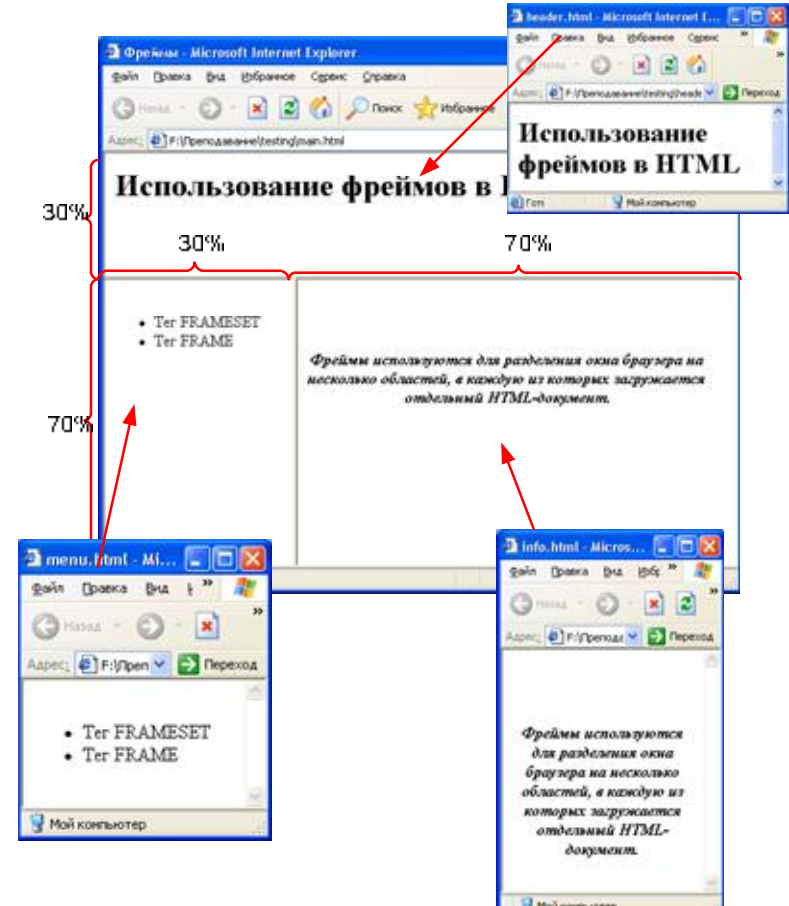 header.html - Microsoft Internet E...
Файл Правка Вид Избранное Сервис »
Назад
»
Адрес: F:\Преподавание\testing\heade Переход
Использование
фреймов в HTML
Мой компьютер
Фреймы - Microsoft Internet Explorer
Файл Правка Вид Избранное Сервис Справка
Назад Поиск Избранное
Адрес: F:\Преподавание\testing\main.html
Использование фреймов в
30%
30% 70%
• Тег FRAMESET
• Тег FRAME
Фреймы используются для разделения окна браузера на
несколько областей, в каждую из которых загружается
отдельный HTML-документ.
70%
menu.html - Mi...
Файл Правка Вид »
Назад »
Адрес: F:\Преп Переход
• Тег FRAMESET
• Тег FRAME
Мой компьютер
info.html - Micros...
Файл Правка Вид Избр »
Назад »
Адрес: F:\Препода Переход
Фреймы используются
для разделения окна
браузера на несколько
областей, в каждую из
которых загружается
отдельный HTML-
документ.
Мой компьютер